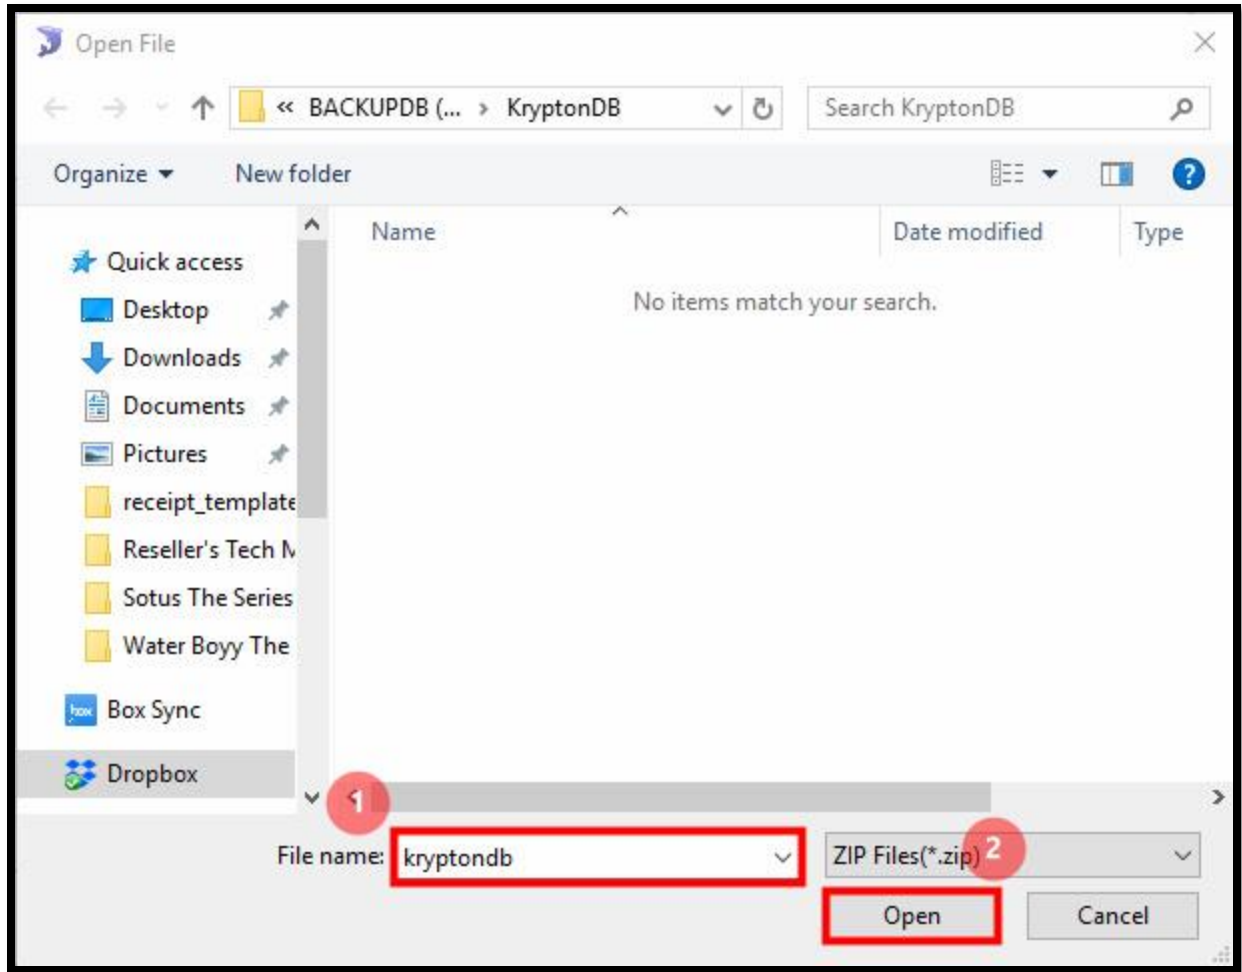 Open File
« BACKUPDB (... › KryptonDB
Search KryptonDB
Organize
New folder
?
Name
Date modified
Type
No items match your search.
Quick access
Desktop
Downloads
Documents
Pictures
receipt_template
Reseller's Tech M
Sotus The Series
Water Boyy The
box
Box Sync
Dropbox
1
File name: kryptondb
ZIP Files(*.zip)
2
Open
Cancel